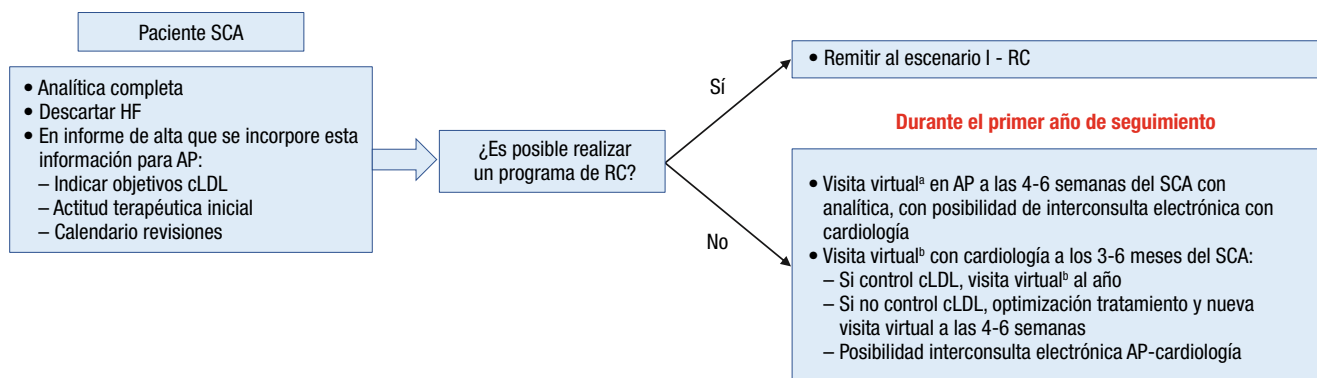 Paciente SCA
• Analítica completa
• Descartar HF
• En informe de alta que se incorpore esta
información para AP:
– Indicar objetivos cLDL
– Actitud terapéutica inicial
– Calendario revisiones
¿Es posible realizar
un programa de RC?
Sí
• Remitir al escenario I - RC
No
Durante el primer año de seguimiento
• Visita virtualᵃ en AP a las 4-6 semanas del SCA con
analítica, con posibilidad de interconsulta electrónica con
cardiología
• Visita virtualᵇ con cardiología a los 3-6 meses del SCA:
– Si control cLDL, visita virtualᵇ al año
– Si no control cLDL, optimización tratamiento y nueva
visita virtual a las 4-6 semanas
– Posibilidad interconsulta electrónica AP-cardiología